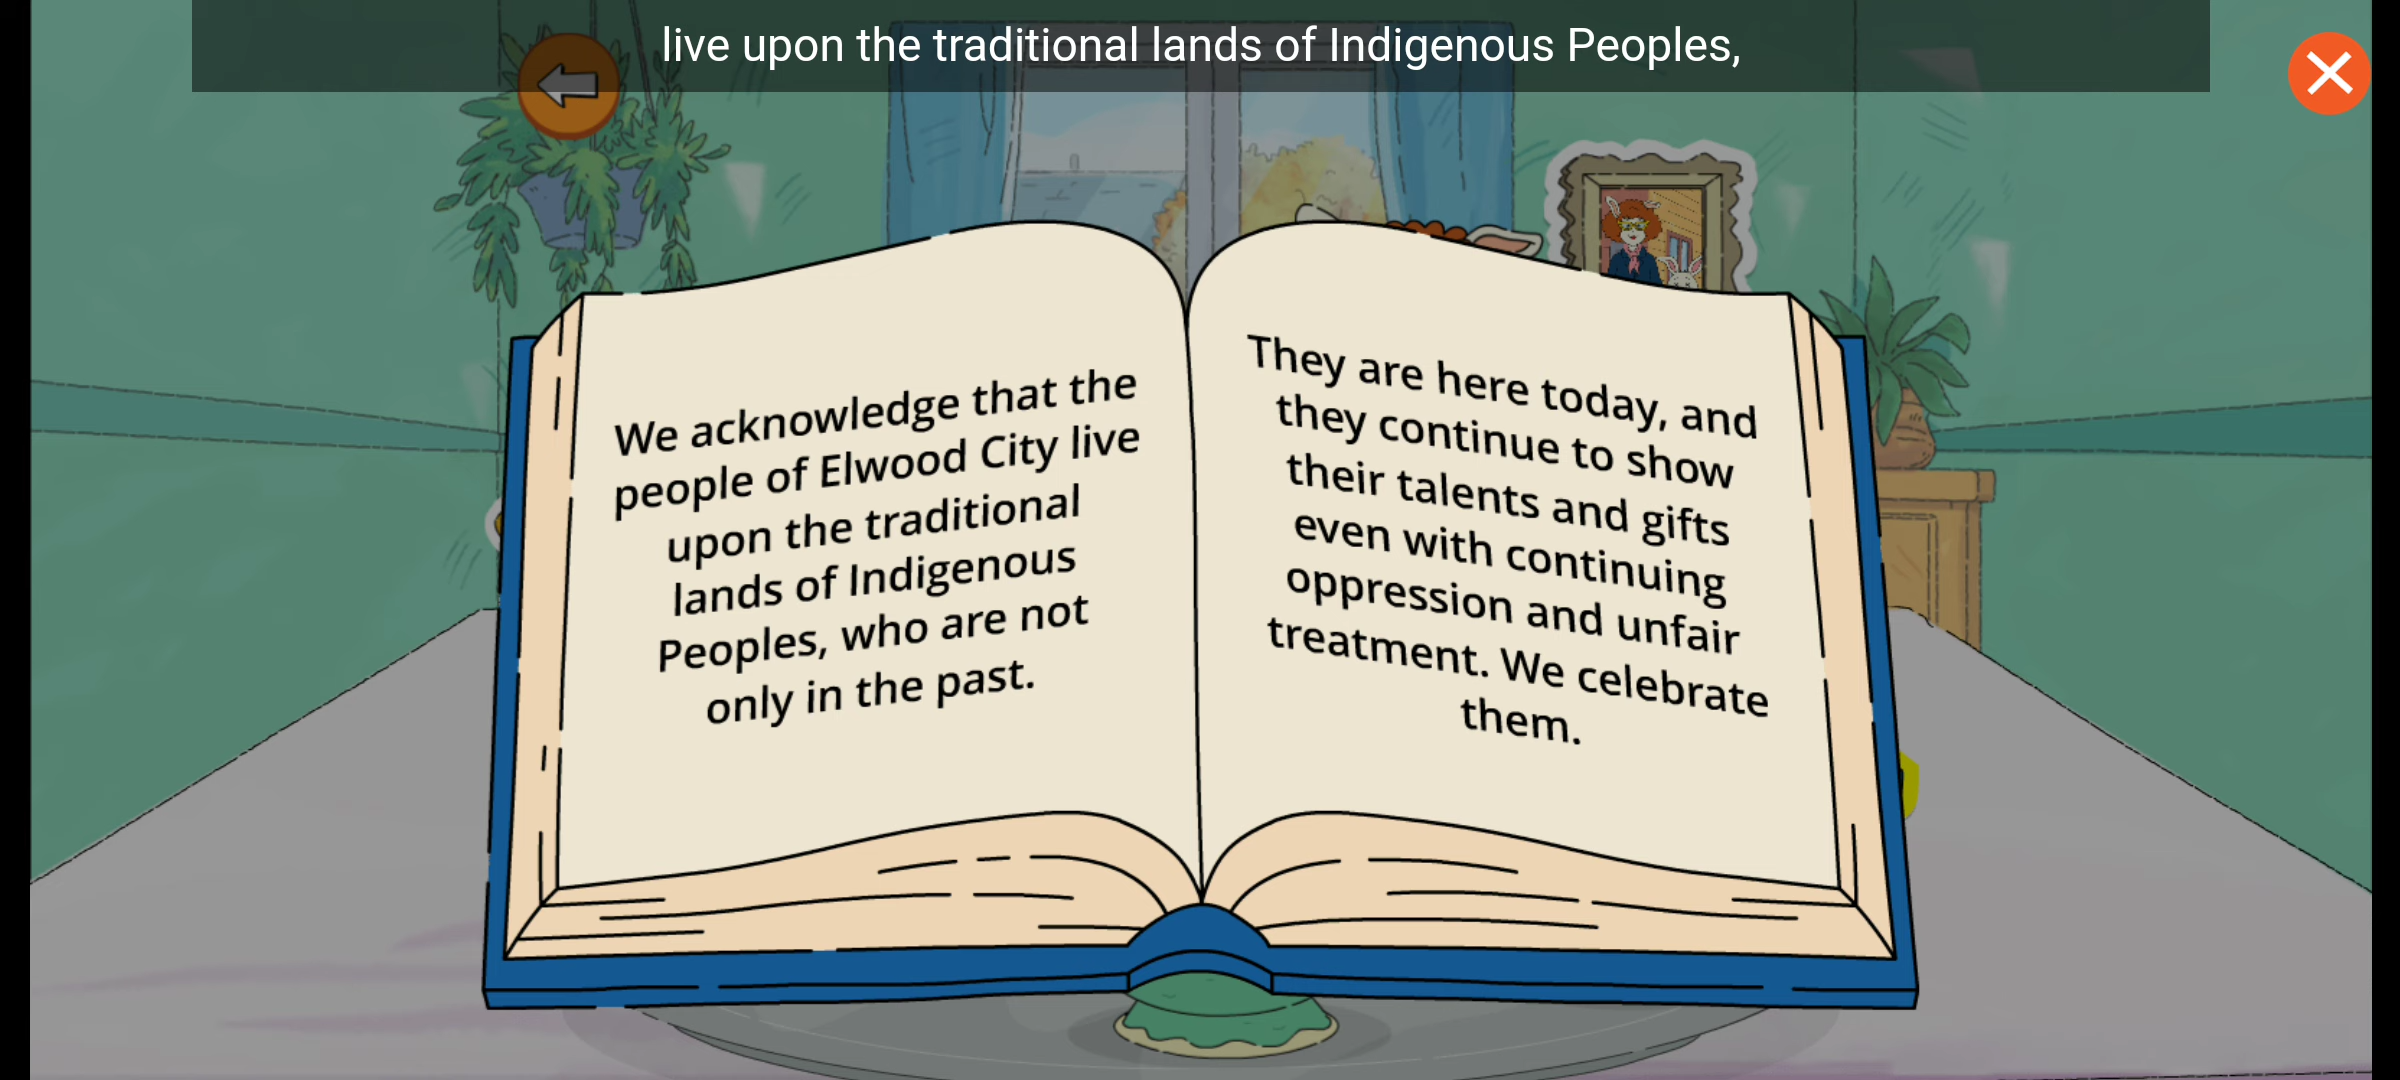 live upon the traditional lands of Indigenous Peoples,
We acknowledge that the
people of Elwood City live
upon the traditional
lands of Indigenous
Peoples, who are not
only in the past.
They are here today, and
they continue to show
their talents and gifts
even with continuing
oppression and unfair
treatment. We celebrate
them.